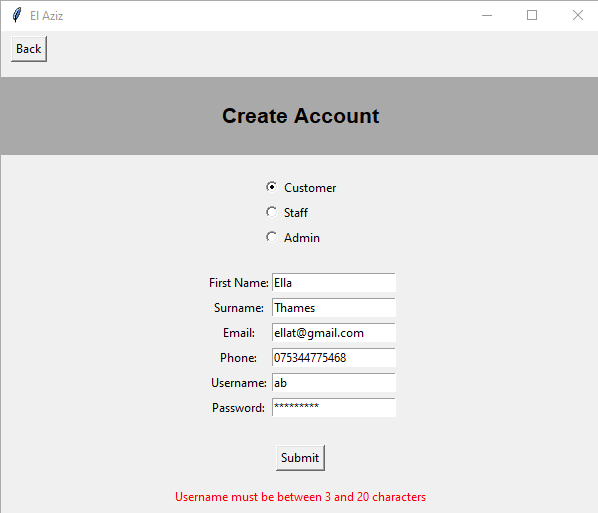 El Aziz
Back
Create Account
Customer
Staff
Admin
First Name: Ella
Surname: Thames
Email: ellat@gmail.com
Phone: 075344775468
Username: ab
Password: *********
Submit
Username must be between 3 and 20 characters